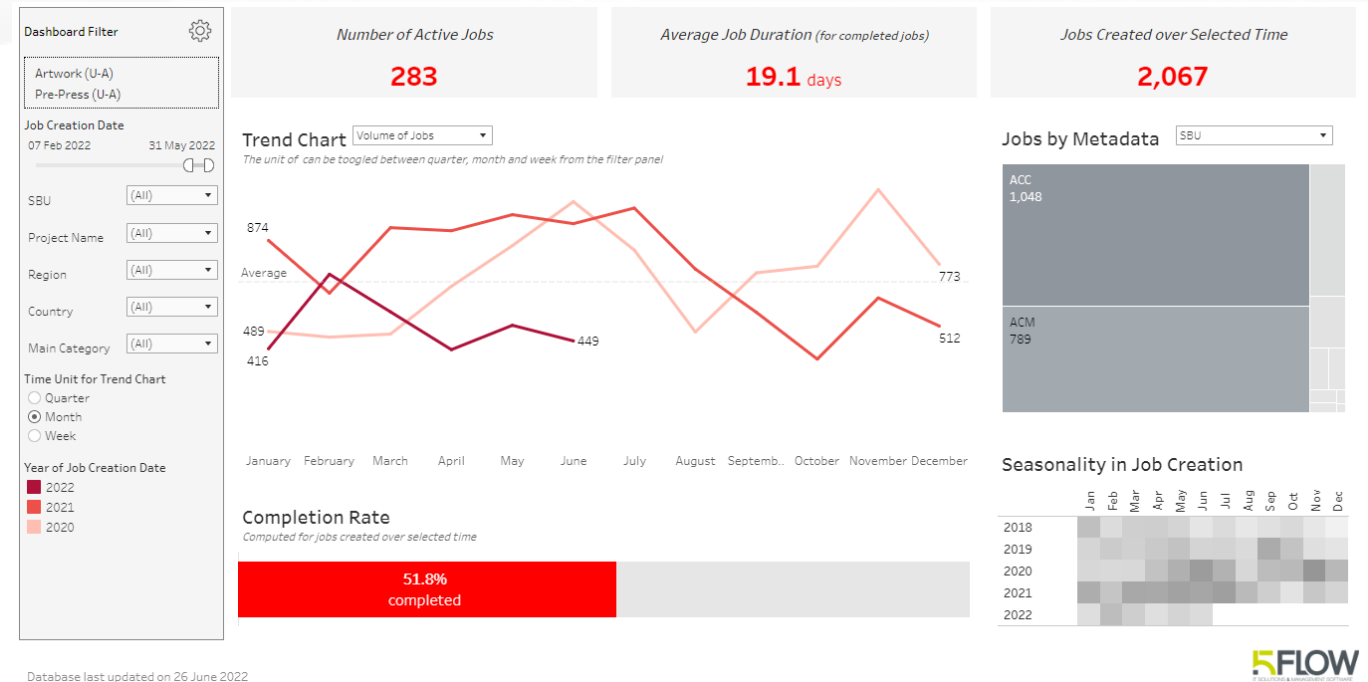 Dashboard Filter
Artwork (U-A)
Pre-Press (U-A)
Job Creation Date
07 Feb 2022 31 May 2022
SBU (All)
Project Name (All)
Region (All)
Country (All)
Main Category (All)
Time Unit for Trend Chart
Quarter
Month
Week
Year of Job Creation Date
2022
2021
2020
Number of Active Jobs
283
Average Job Duration (for completed jobs)
19.1 days
Jobs Created over Selected Time
2,067
Trend Chart Volume of Jobs
The unit of can be toogled between quarter, month and week from the filter panel
874
Average
773
489
416
449
512
January February March April May June July August Septemb.. October November December
Completion Rate
Computed for jobs created over selected time
51.8%
completed
Jobs by Metadata SBU
ACC
1,048
ACM
789
Seasonality in Job Creation
Jan Feb Mar Apr May Jun Jul Aug Sep Oct Nov Dec
2018
2019
2020
2021
2022
5FLOW
IT SOLUTIONS & MANAGEMENT SOFTWARE
Database last updated on 26 June 2022